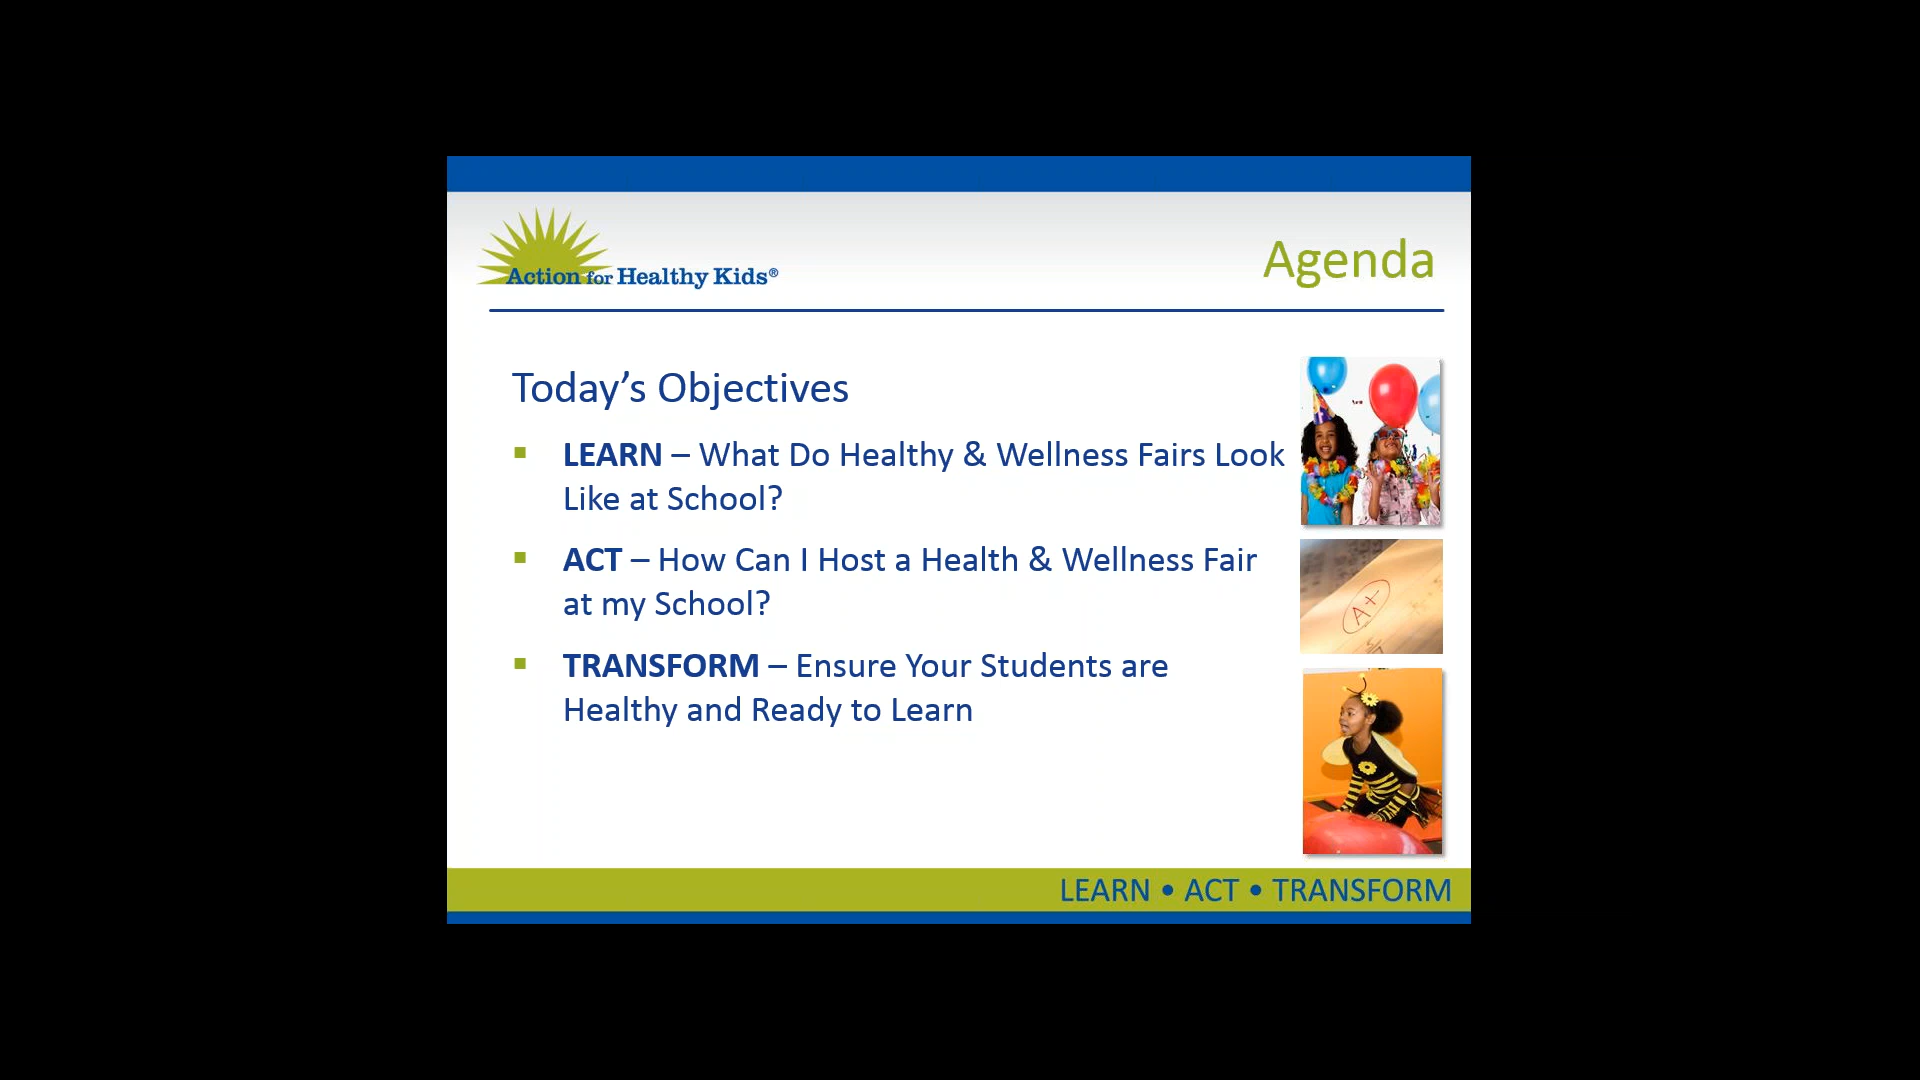 Action for Healthy Kids®
Agenda
Today’s Objectives
▪ LEARN – What Do Healthy & Wellness Fairs Look
Like at School?
▪ ACT – How Can I Host a Health & Wellness Fair
at my School?
▪ TRANSFORM – Ensure Your Students are
Healthy and Ready to Learn
A+
LEARN • ACT • TRANSFORM